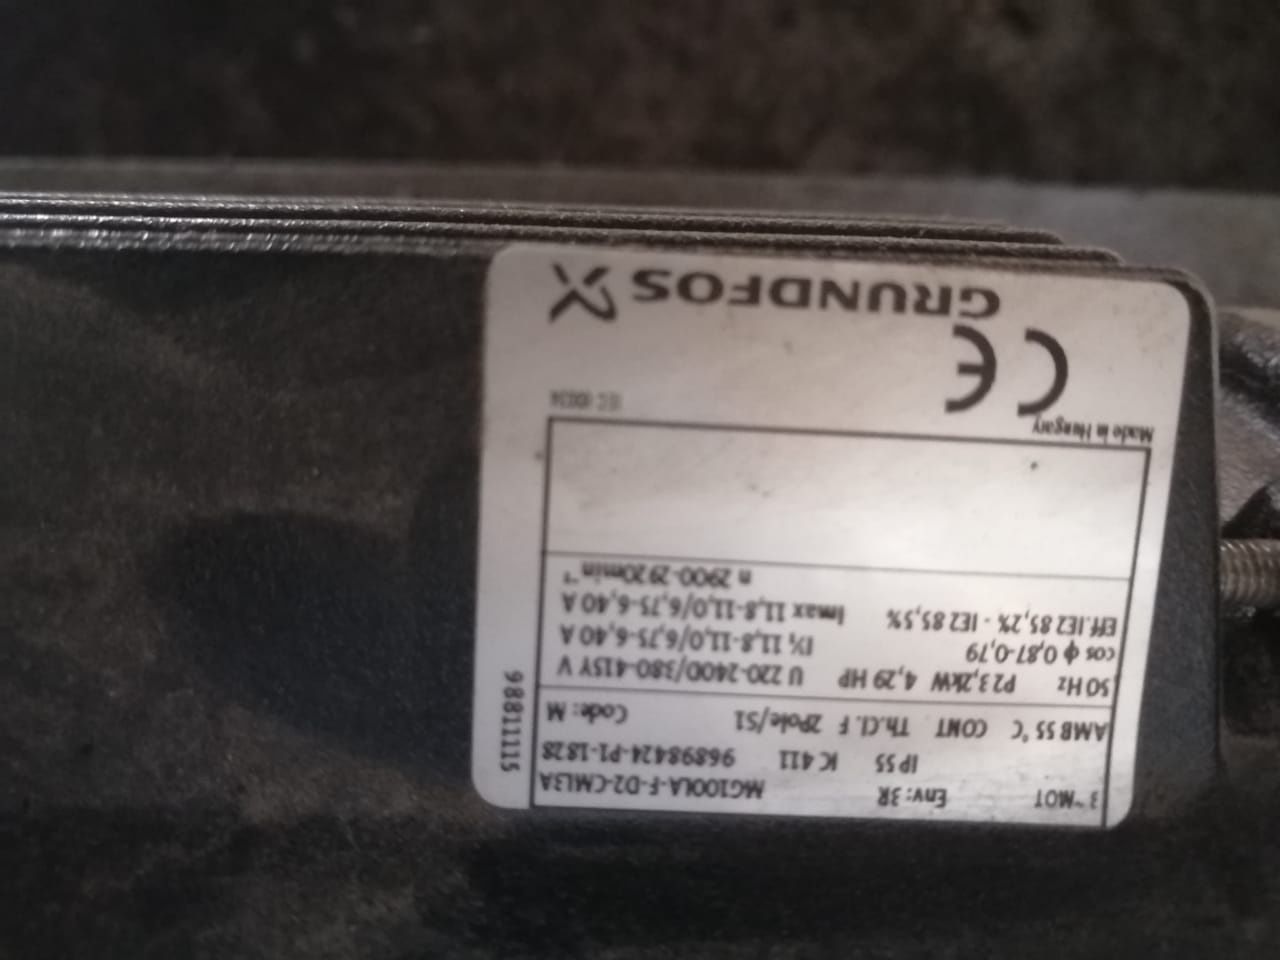 3~MOT Env: 3R MG100LA-F-D2-CML3A
IP 55 IC 411 96898424-P1-1828
AMB 55 °C CONT Th.Cl. F 2Pole/S1 Code: M
50 Hz P2 3,2kW 4,29 HP U 220-240D/380-415Y V
cos φ 0,87-0,79 I1/1 11,8-11,0/6,75-6,40 A
Eff.IE2 85,2% - IE2 85,5% Imax 11,8-11,0/6,75-6,40 A
n 2900-2920min⁻¹
98811115
Made in Hungary IEC 60034
CE
GRUNDFOS X